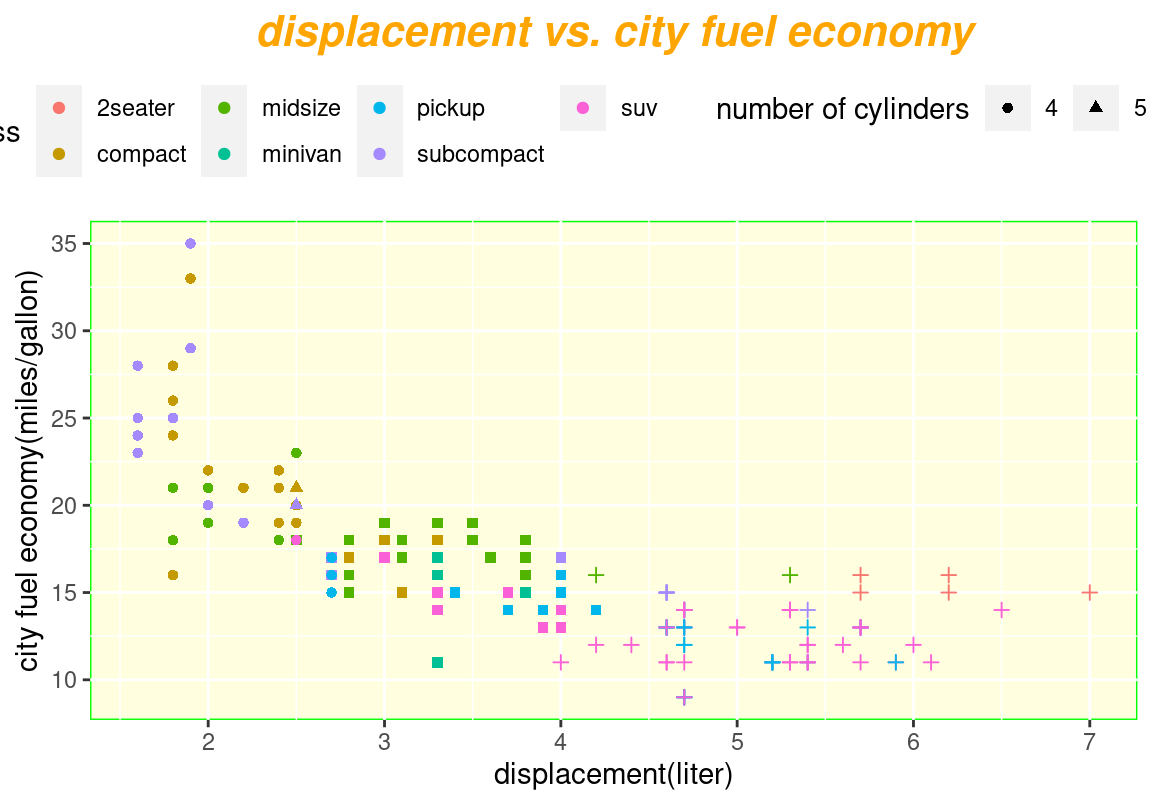 displacement vs. city fuel economy
2seater midsize pickup suv number of cylinders 4 5
ss
compact minivan subcompact
35
30
25
20
15
10
city fuel economy(miles/gallon)
2 3 4 5 6 7
displacement(liter)